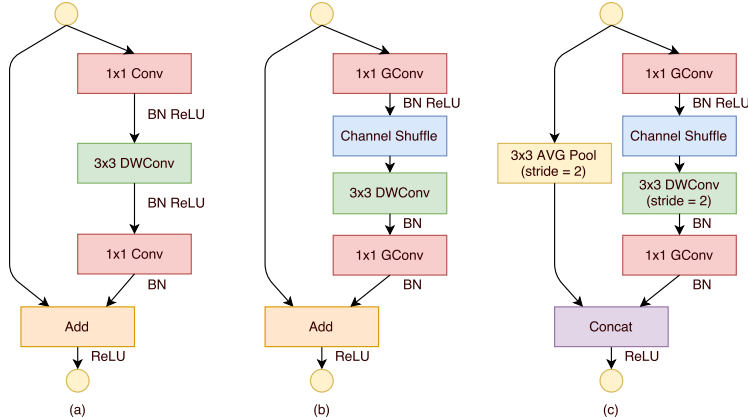 1x1 Conv
BN ReLU
3x3 DWConv
BN ReLU
1x1 Conv
BN
Add
ReLU
(a)
1x1 GConv
BN ReLU
Channel Shuffle
3x3 DWConv
BN
1x1 GConv
BN
Add
ReLU
(b)
1x1 GConv
BN ReLU
Channel Shuffle
3x3 AVG Pool
(stride = 2)
3x3 DWConv
(stride = 2)
BN
1x1 GConv
BN
Concat
ReLU
(c)